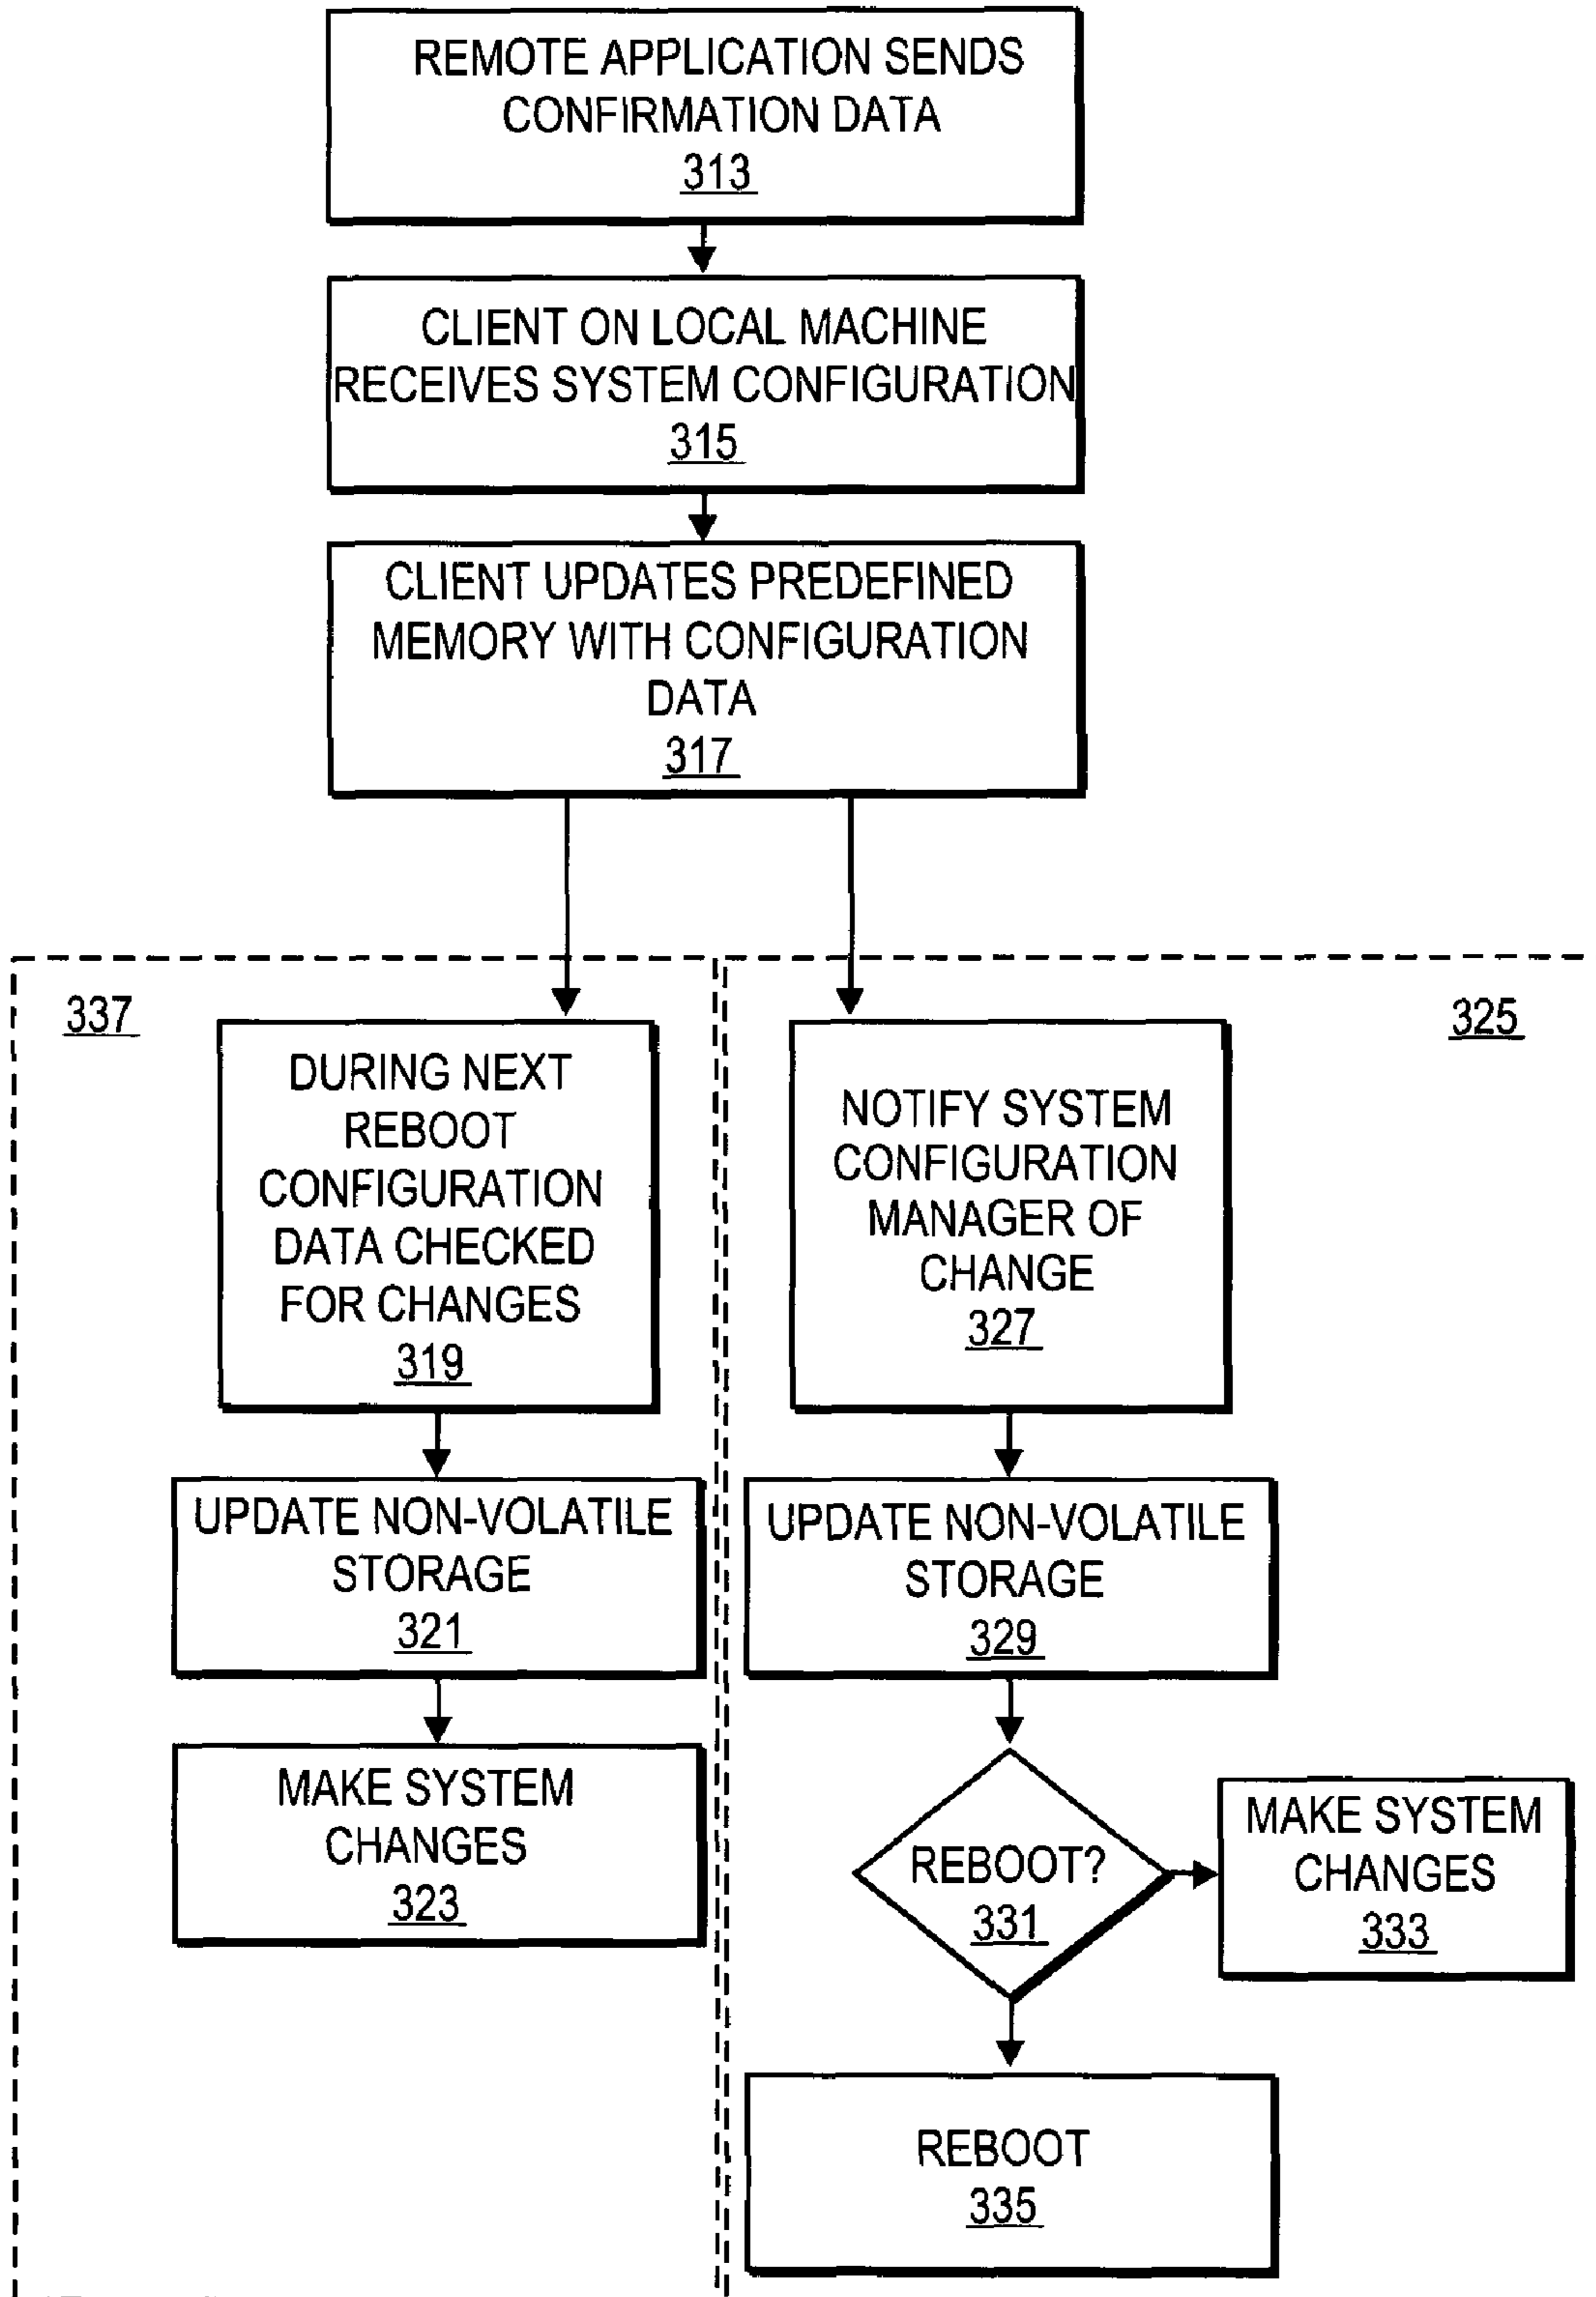 REMOTE APPLICATION SENDS
CONFIRMATION DATA
313
CLIENT ON LOCAL MACHINE
RECEIVES SYSTEM CONFIGURATION
315
CLIENT UPDATES PREDEFINED
MEMORY WITH CONFIGURATION
DATA
317
337
DURING NEXT
REBOOT
CONFIGURATION
DATA CHECKED
FOR CHANGES
319
UPDATE NON-VOLATILE
STORAGE
321
MAKE SYSTEM
CHANGES
323
325
NOTIFY SYSTEM
CONFIGURATION
MANAGER OF
CHANGE
327
UPDATE NON-VOLATILE
STORAGE
329
REBOOT?
331
MAKE SYSTEM
CHANGES
333
REBOOT
335